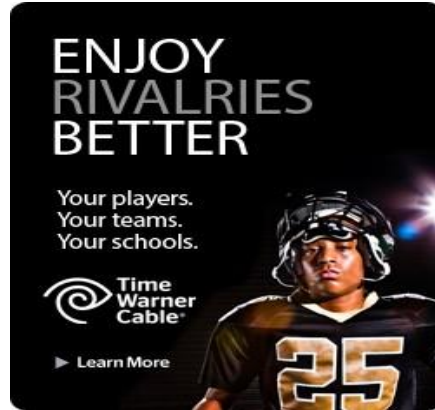 ENJOY
RIVALRIES
BETTER
Your players.
Your teams.
Your schools.
Time
Warner
Cable®
► Learn More
25